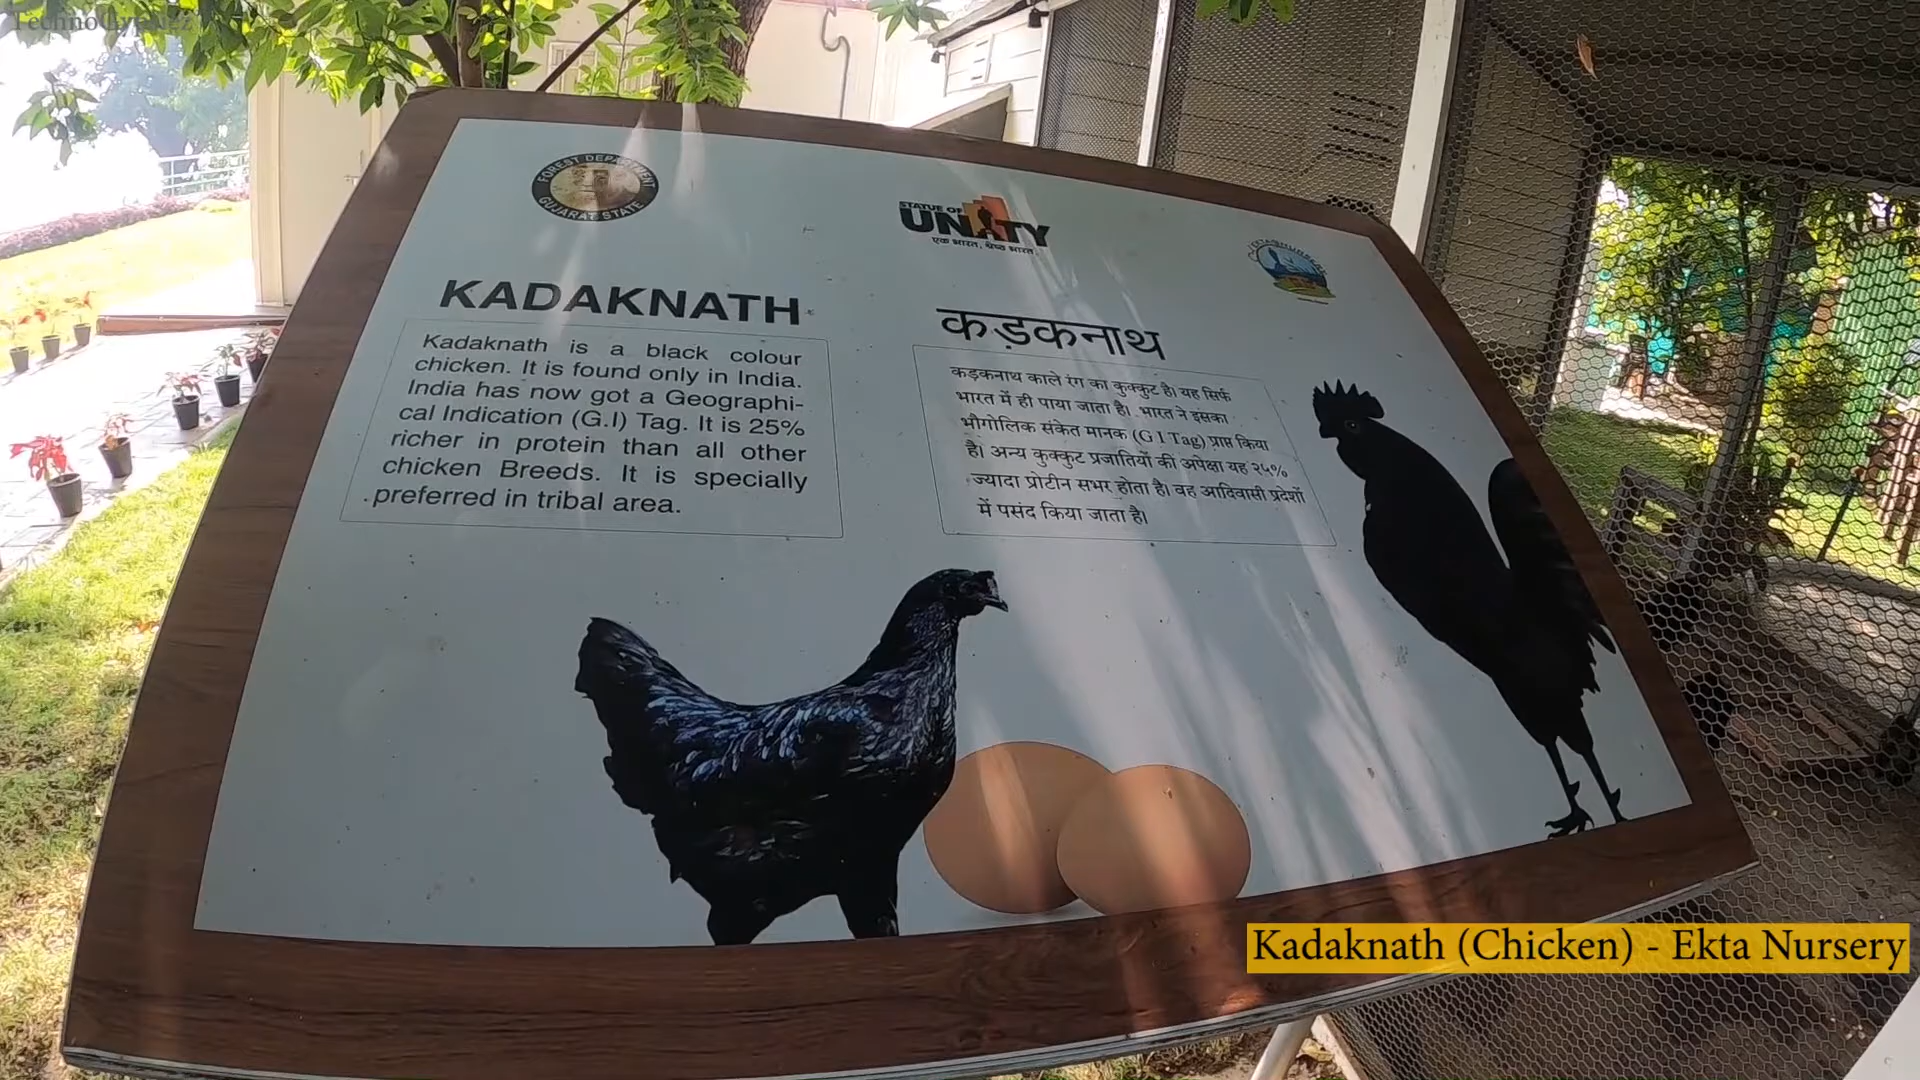 FOREST DEPARTMENT
GUJARAT STATE
STATUE OF
UNITY
एक भारत, श्रेष्ठ भारत
KADAKNATH
Kadaknath is a black colour
chicken. It is found only in India.
India has now got a Geographi-
cal Indication (G.I) Tag. It is 25%
richer in protein than all other
chicken Breeds. It is specially
preferred in tribal area.
कड़कनाथ
कड़कनाथ काले रंग का कुक्कुट है। यह सिर्फ
भारत में ही पाया जाता है। भारत ने इसका
भौगोलिक संकेत मानक (G I Tag) प्राप्त किया
है। अन्य कुक्कुट प्रजातियों की अपेक्षा यह २५%
ज्यादा प्रोटीन सभर होता है। वह आदिवासी प्रदेशों
में पसंद किया जाता है।
Kadaknath (Chicken) - Ekta Nursery